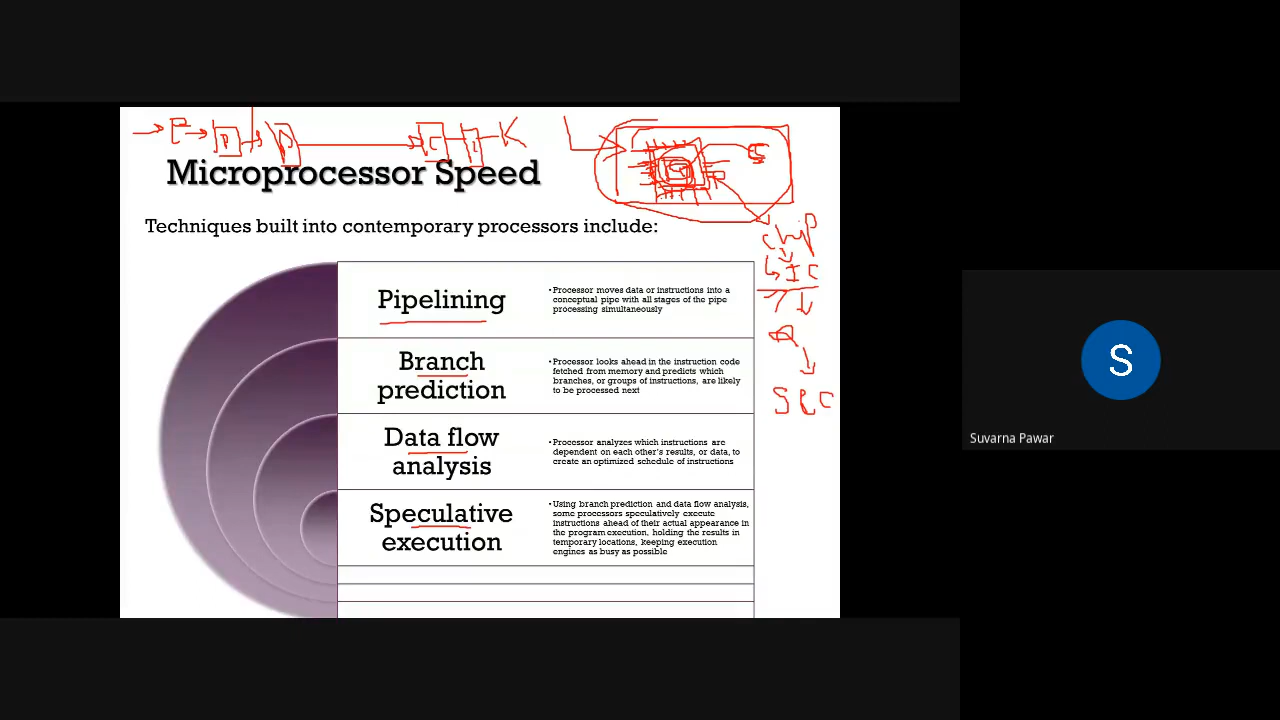 Microprocessor Speed
Techniques built into contemporary processors include:
Pipelining
•Processor moves data or instructions into a
conceptual pipe with all stages of the pipe
processing simultaneously
Branch
prediction
•Processor looks ahead in the instruction code
fetched from memory and predicts which
branches, or groups of instructions, are likely
to be processed next
Data flow
analysis
•Processor analyzes which instructions are
dependent on each other's results, or data, to
create an optimized schedule of instructions
Speculative
execution
•Using branch prediction and data flow analysis,
some processors speculatively execute
instructions ahead of their actual appearance in
the program execution, holding the results in
temporary locations, keeping execution
engines as busy as possible
chip
IC
S
Suvarna Pawar